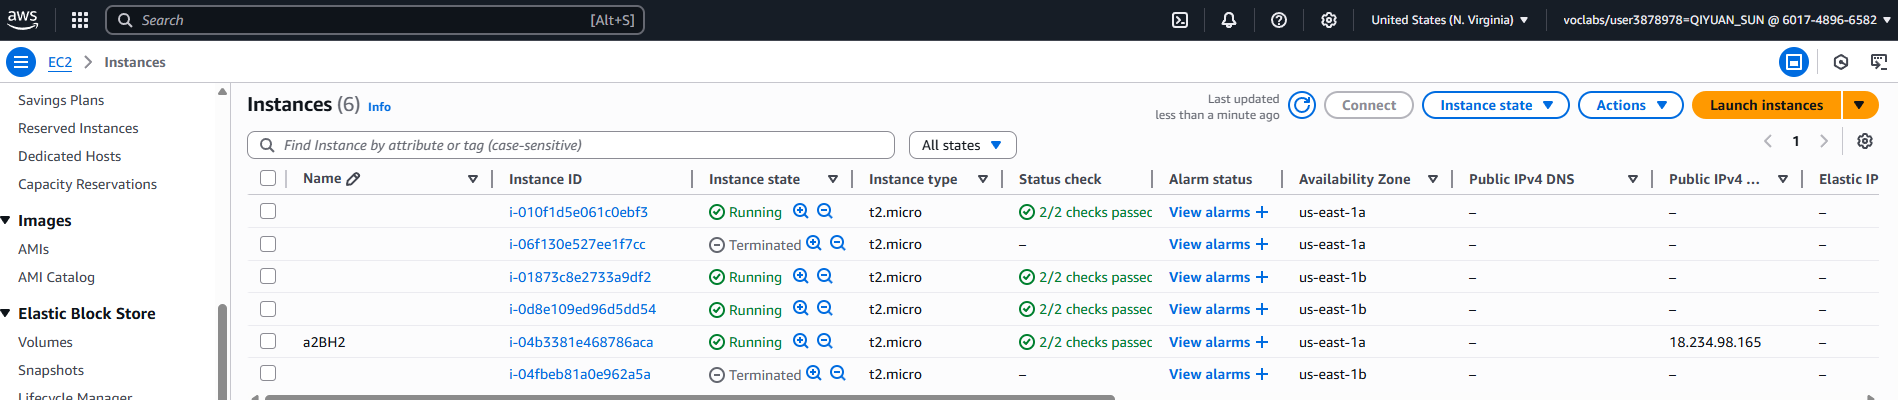 aws
Search [Alt+S]
United States (N. Virginia)
voclabs/user3878978=QIYUAN_SUN @ 6017-4896-6582
EC2 Instances
Savings Plans
Reserved Instances
Dedicated Hosts
Capacity Reservations
Images
AMIs
AMI Catalog
Elastic Block Store
Volumes
Snapshots
Lifecycle Manager
Instances (6) Info
Last updated
less than a minute ago
Connect
Instance state
Actions
Launch instances
Find Instance by attribute or tag (case-sensitive)
All states
1
Name Instance ID Instance state Instance type Status check Alarm status Availability Zone Public IPv4 DNS Public IPv4 ... Elastic IP
i-010f1d5e061c0ebf3 Running t2.micro 2/2 checks passed View alarms + us-east-1a – – –
i-06f130e527ee1f7cc Terminated t2.micro – View alarms + us-east-1a – – –
i-01873c8e2733a9df2 Running t2.micro 2/2 checks passed View alarms + us-east-1b – – –
i-0d8e109ed96d5dd54 Running t2.micro 2/2 checks passed View alarms + us-east-1b – – –
a2BH2 i-04b3381e468786aca Running t2.micro 2/2 checks passed View alarms + us-east-1a – 18.234.98.165 –
i-04fbeb81a0e962a5a Terminated t2.micro – View alarms + us-east-1b – – –